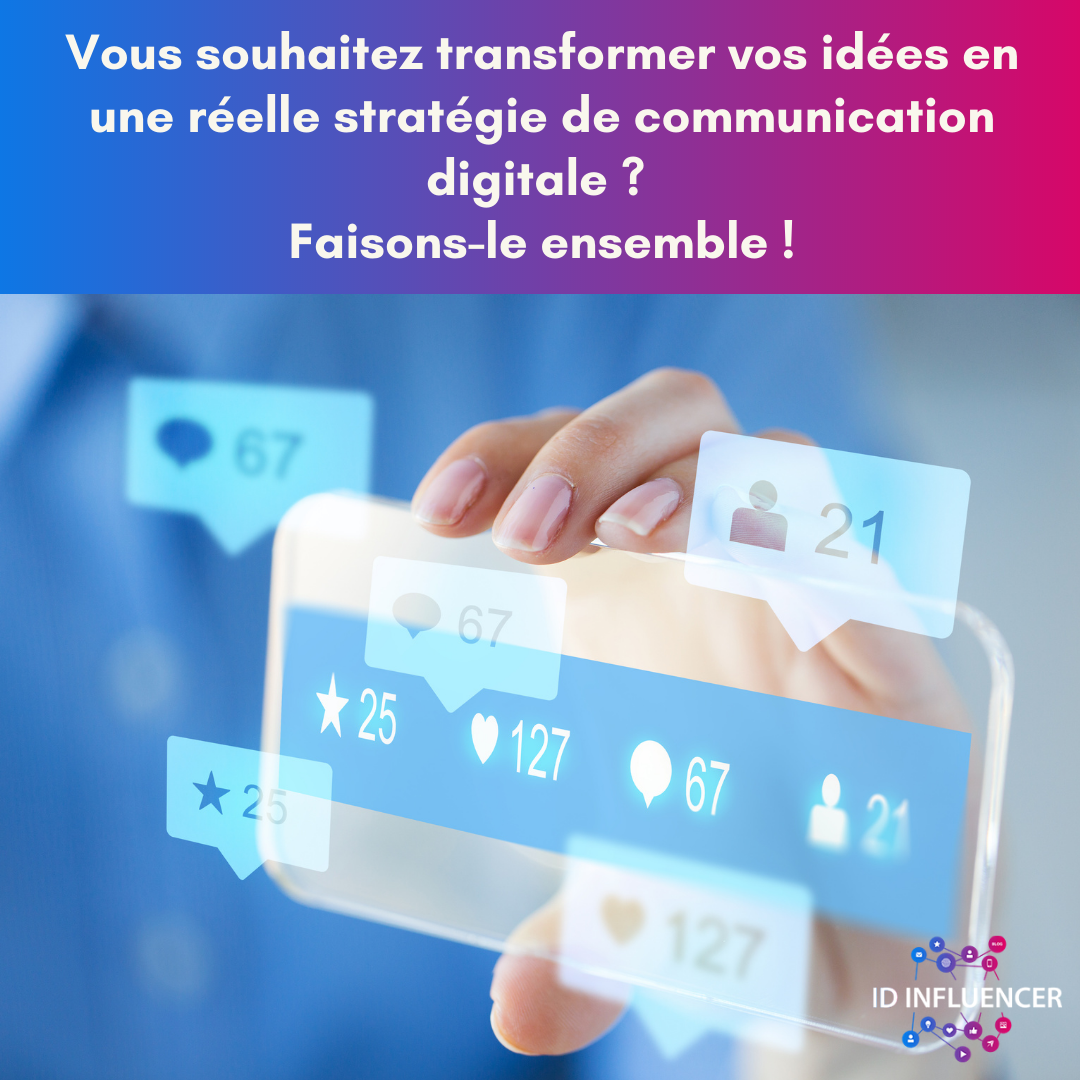 Vous souhaitez transformer vos idées en
une réelle stratégie de communication
digitale ?
Faisons-le ensemble !
67
21
67
25
127
67
21
25
127
BLOG
ID INFLUENCER